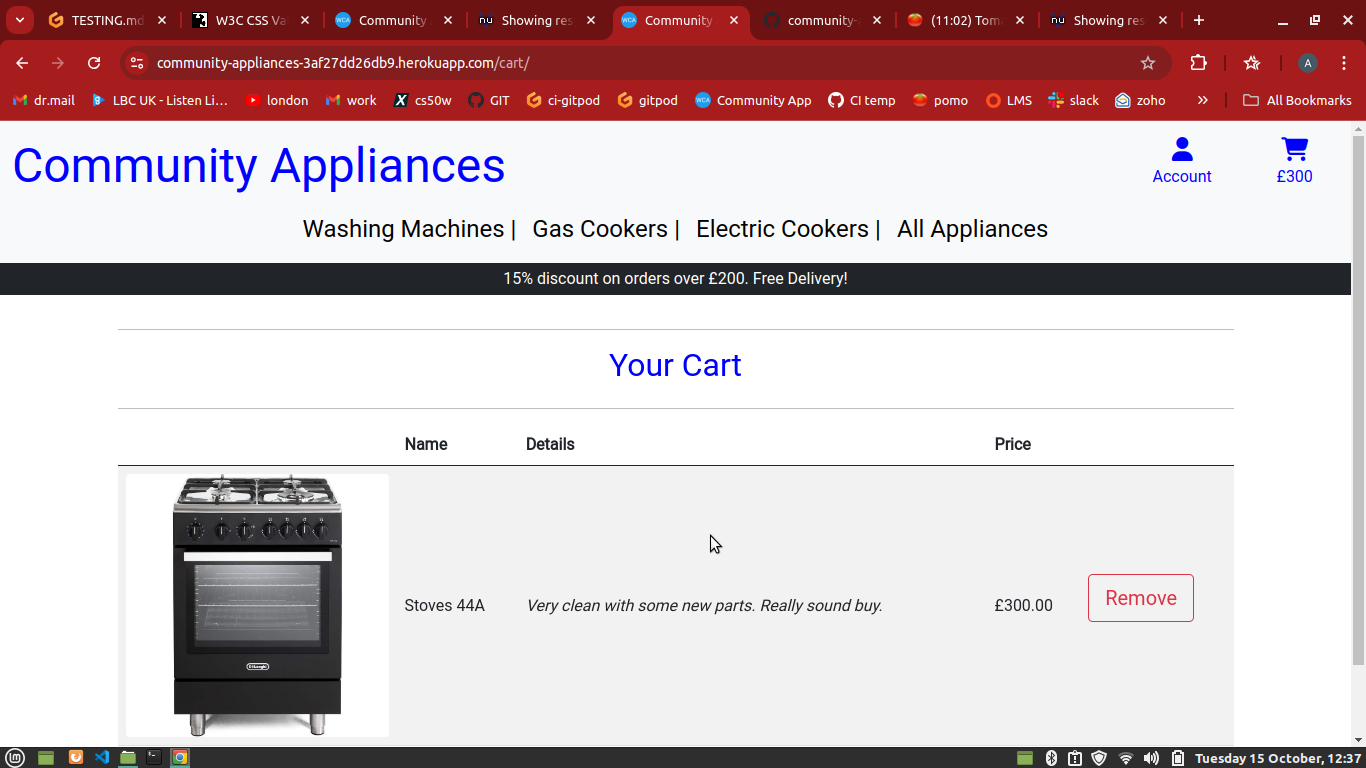 TESTING.md
W3C CSS Va
Community
Showing res
Community
community-
(11:02) Tom
Showing res
community-appliances-3af27dd26db9.herokuapp.com/cart/
A
dr.mail
LBC UK - Listen Li...
london
work
cs50w
GIT
ci-gitpod
gitpod
Community App
CI temp
pomo
LMS
slack
zoho
All Bookmarks
Community Appliances
Account
£300
Washing Machines | Gas Cookers | Electric Cookers | All Appliances
15% discount on orders over £200. Free Delivery!
Your Cart
Name Details Price
Stoves 44A Very clean with some new parts. Really sound buy. £300.00 Remove
DeLonghi
Tuesday 15 October, 12:37